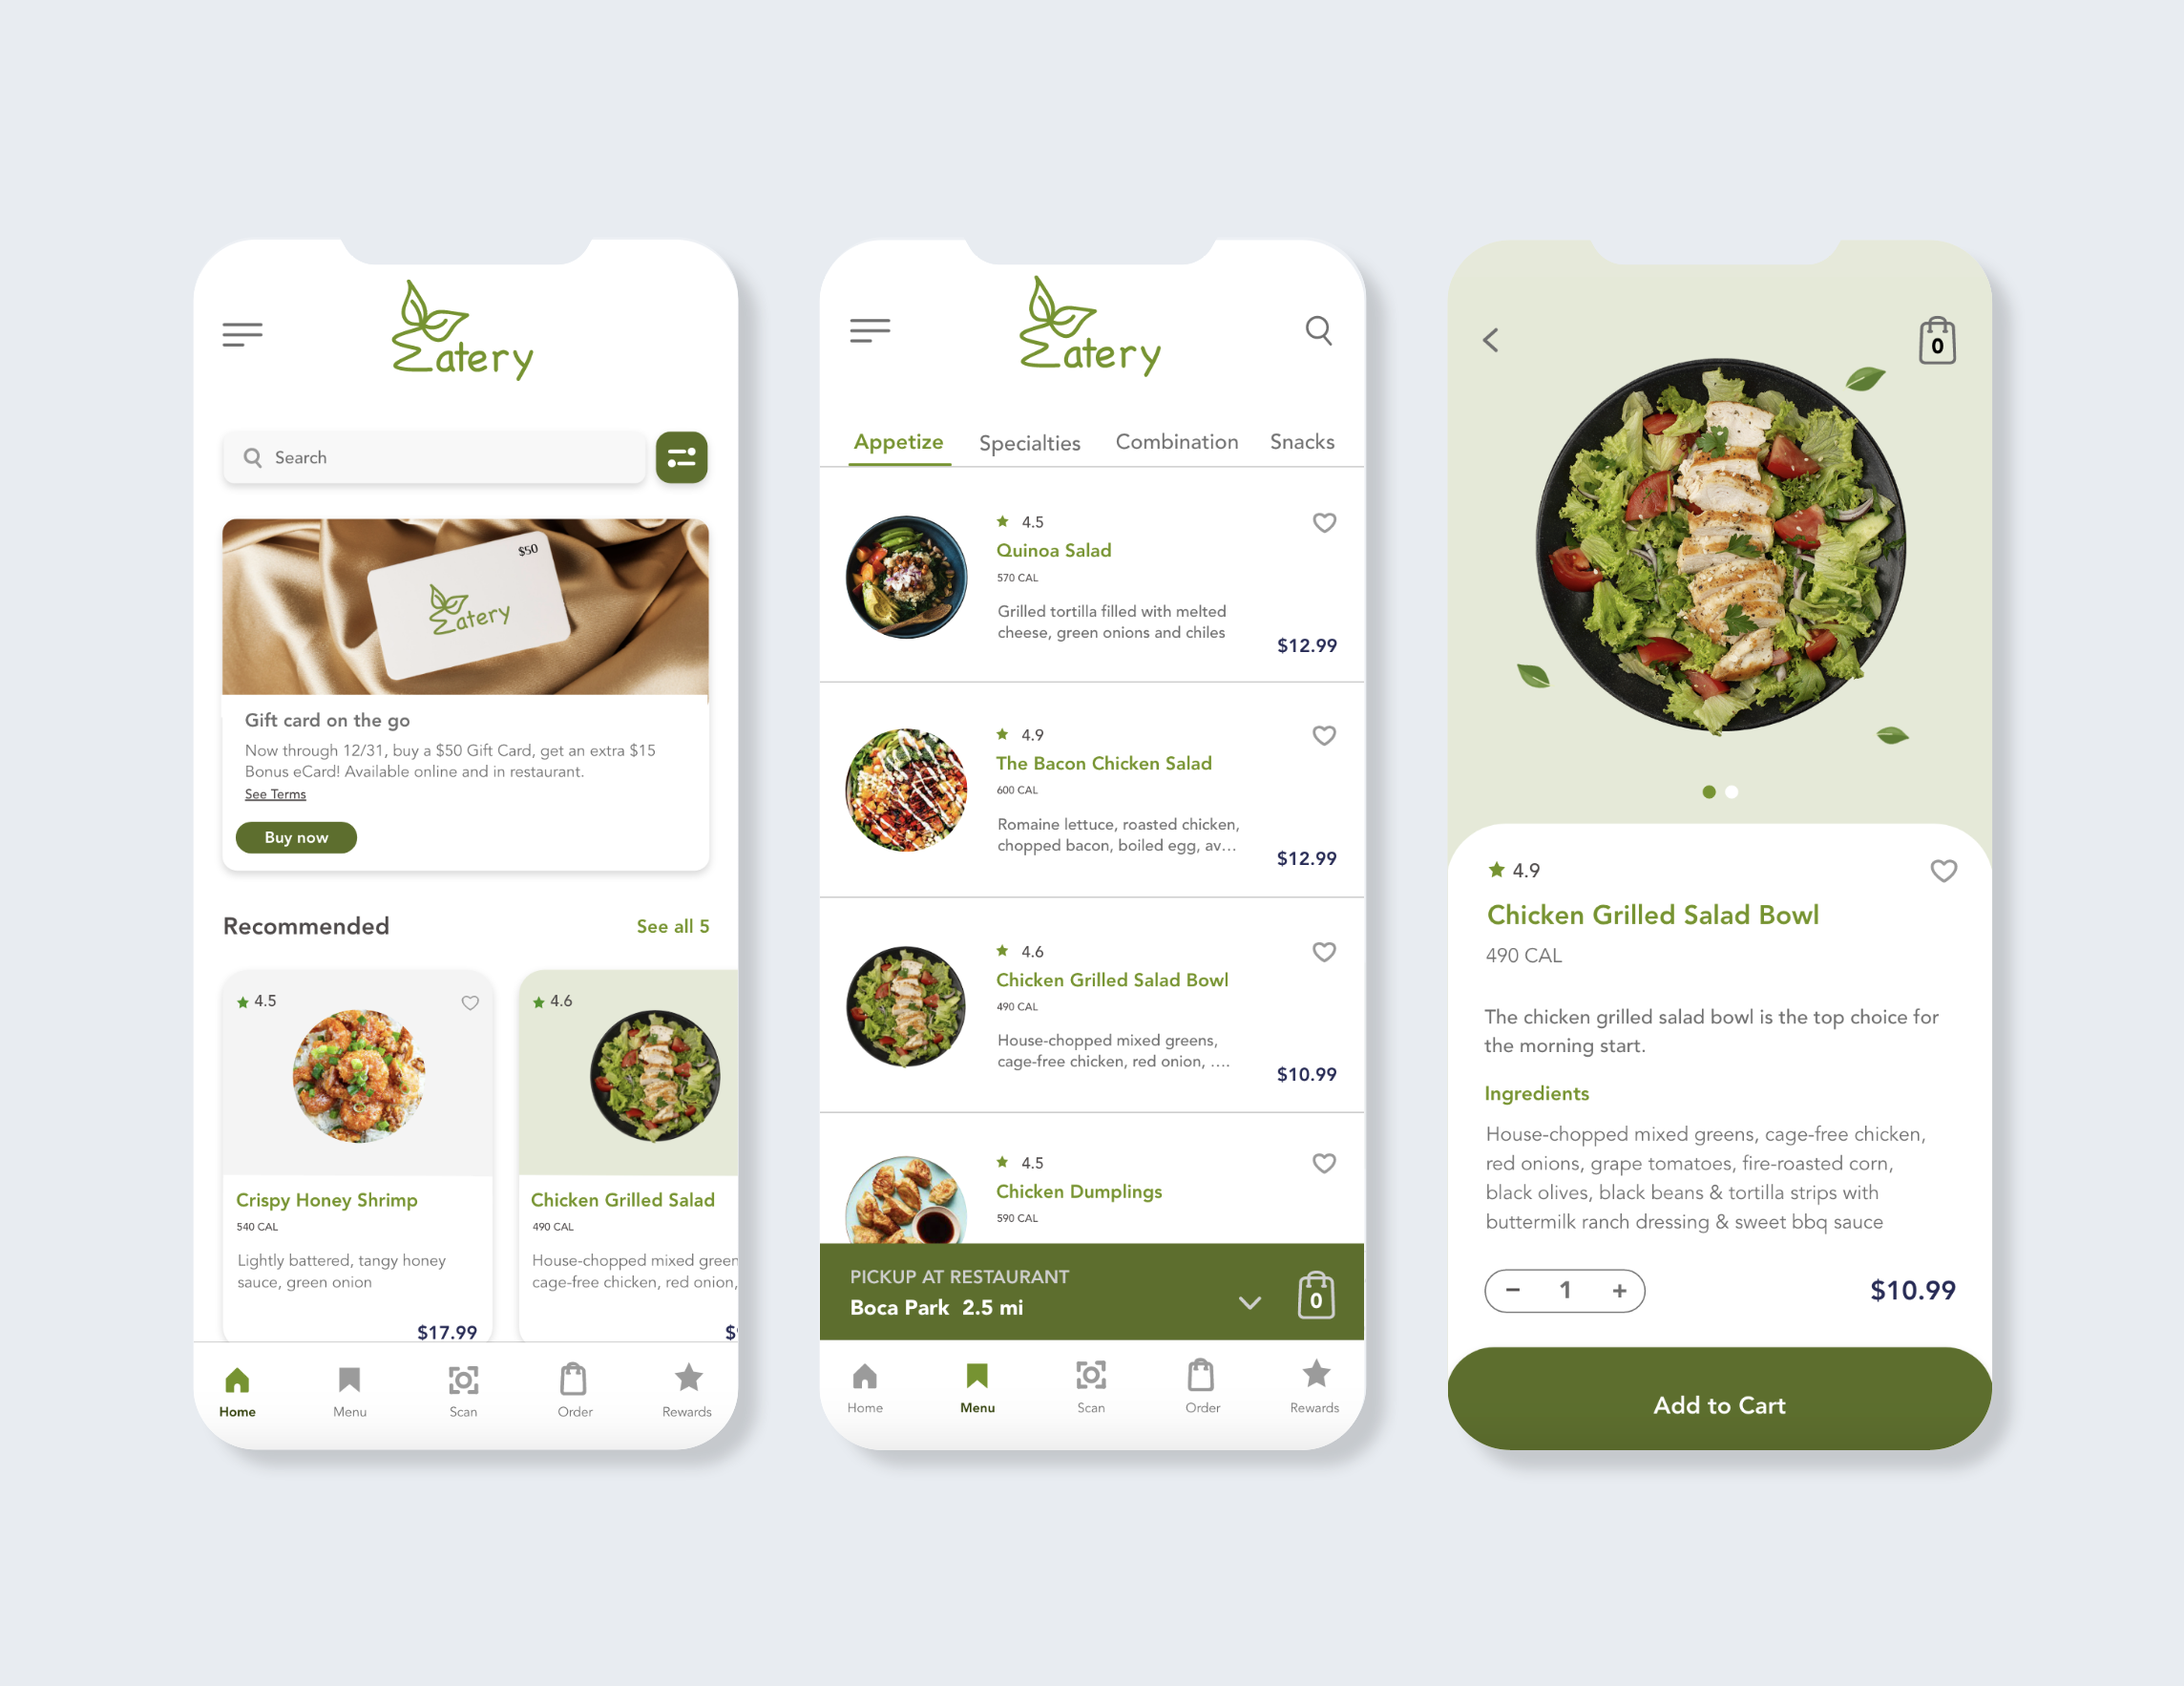 Eatery
Search
$50
Eatery
Gift card on the go
Now through 12/31, buy a $50 Gift Card, get an extra $15
Bonus eCard! Available online and in restaurant.
See Terms
Buy now
Recommended
See all 5
4.5
Crispy Honey Shrimp
540 CAL
Lightly battered, tangy honey
sauce, green onion
$17.99
4.6
Chicken Grilled Salad
490 CAL
House-chopped mixed green
cage-free chicken, red onion,
$
Home
Menu
Scan
Order
Rewards
Eatery
Appetize
Specialties
Combination
Snacks
4.5
Quinoa Salad
570 CAL
Grilled tortilla filled with melted
cheese, green onions and chiles
$12.99
4.9
The Bacon Chicken Salad
600 CAL
Romaine lettuce, roasted chicken,
chopped bacon, boiled egg, av...
$12.99
4.6
Chicken Grilled Salad Bowl
490 CAL
House-chopped mixed greens,
cage-free chicken, red onion, ....
$10.99
4.5
Chicken Dumplings
590 CAL
PICKUP AT RESTAURANT
Boca Park 2.5 mi
0
Home
Menu
Scan
Order
Rewards
0
4.9
Chicken Grilled Salad Bowl
490 CAL
The chicken grilled salad bowl is the top choice for
the morning start.
Ingredients
House-chopped mixed greens, cage-free chicken,
red onions, grape tomatoes, fire-roasted corn,
black olives, black beans & tortilla strips with
buttermilk ranch dressing & sweet bbq sauce
− 1 +
$10.99
Add to Cart